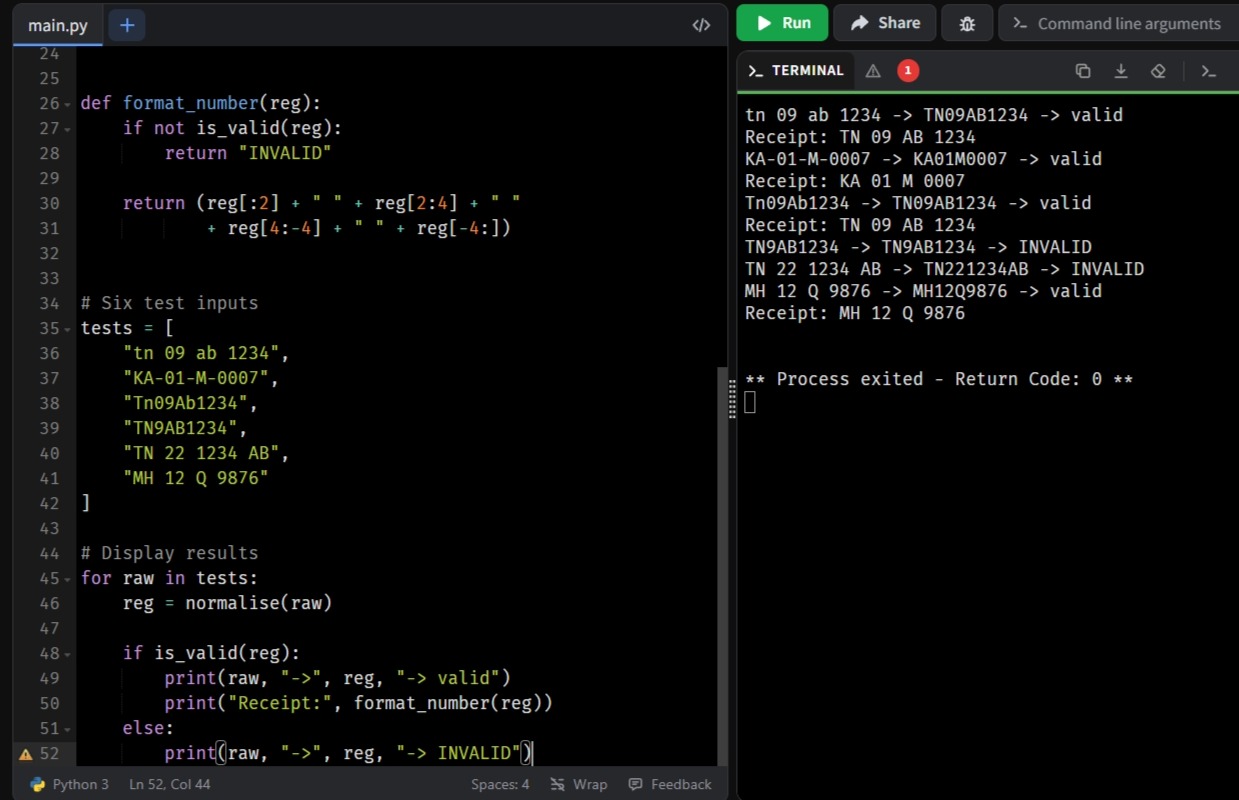 main.py
24
25
26 def format_number(reg):
27     if not is_valid(reg):
28         return "INVALID"
29
30     return (reg[:2] + " " + reg[2:4] + " "
31             + reg[4:-4] + " " + reg[-4:])
32
33
34 # Six test inputs
35 tests = [
36     "tn 09 ab 1234",
37     "KA-01-M-0007",
38     "Tn09Ab1234",
39     "TN9AB1234",
40     "TN 22 1234 AB",
41     "MH 12 Q 9876"
42 ]
43
44 # Display results
45 for raw in tests:
46     reg = normalise(raw)
47
48     if is_valid(reg):
49         print(raw, "->", reg, "-> valid")
50         print("Receipt:", format_number(reg))
51     else:
52         print(raw, "->", reg, "-> INVALID")
Python 3 Ln 52, Col 44 Spaces: 4 Wrap Feedback
Run Share Command line arguments
TERMINAL 1
tn 09 ab 1234 -> TN09AB1234 -> valid
Receipt: TN 09 AB 1234
KA-01-M-0007 -> KA01M0007 -> valid
Receipt: KA 01 M 0007
Tn09Ab1234 -> TN09AB1234 -> valid
Receipt: TN 09 AB 1234
TN9AB1234 -> TN9AB1234 -> INVALID
TN 22 1234 AB -> TN221234AB -> INVALID
MH 12 Q 9876 -> MH12Q9876 -> valid
Receipt: MH 12 Q 9876
** Process exited - Return Code: 0 **